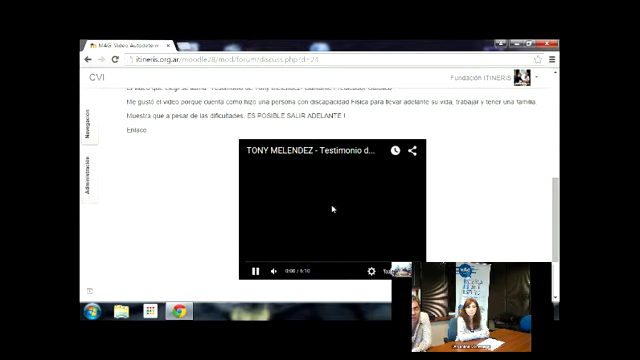 M4G: Video Autodeterm
itineris.org.ar/moodle28/mod/forum/discuss.php?d=24
CVI
Fundación ITINERIS
Me gustó el video porque cuenta como hizo una persona con discapacidad Física para llevar adelante su vida, trabajar y tener una familia.
Muestra que a pesar de las dificultades, ES POSIBLE SALIR ADELANTE !
Enlace
Navegación
Administración
TONY MELENDEZ - Testimonio d...
0:00 / 6:10